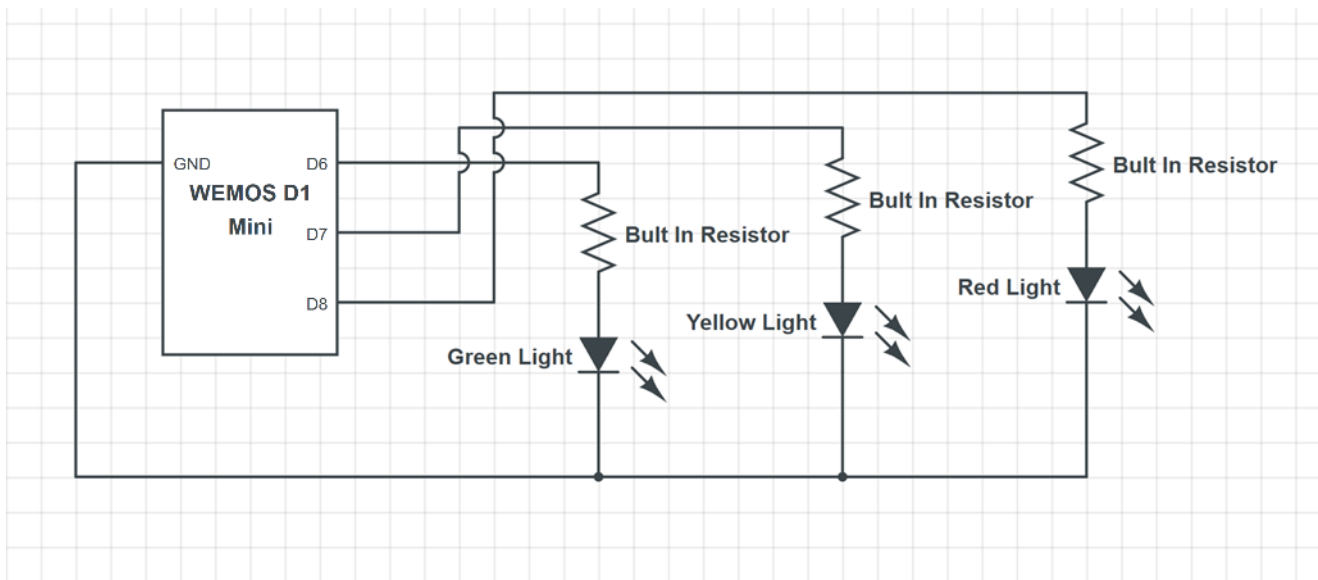 GND
D6
WEMOS D1
Mini
D7
D8
Bult In Resistor
Green Light
Bult In Resistor
Yellow Light
Bult In Resistor
Red Light